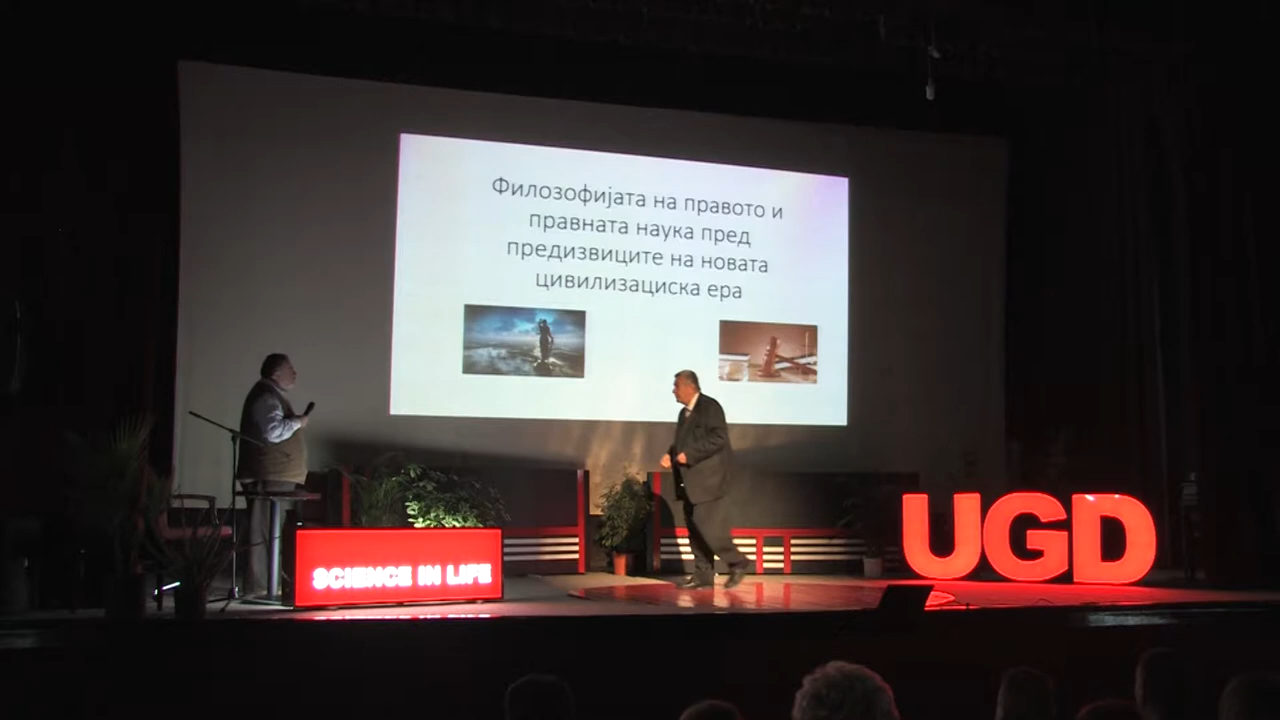 Филозофијата на правото и
правната наука пред
предизвиците на новата
цивилизациска ера
SCIENCE IN LIFE
UGD